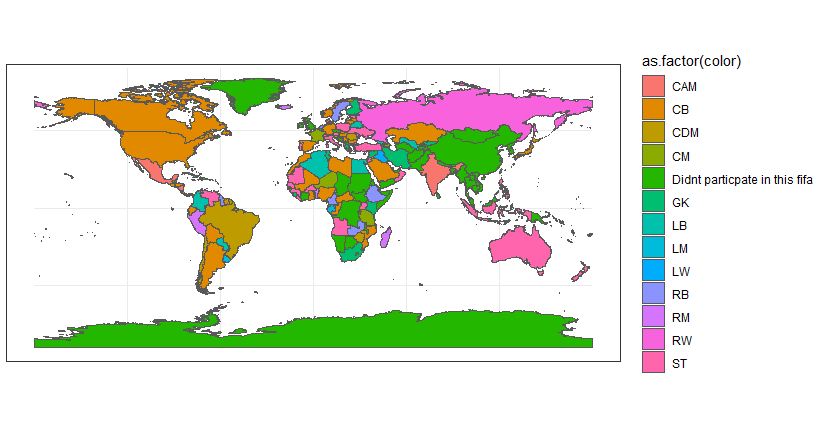 as.factor(color)
CAM
CB
CDM
CM
Didnt particpate in this fifa
GK
LB
LM
LW
RB
RM
RW
ST